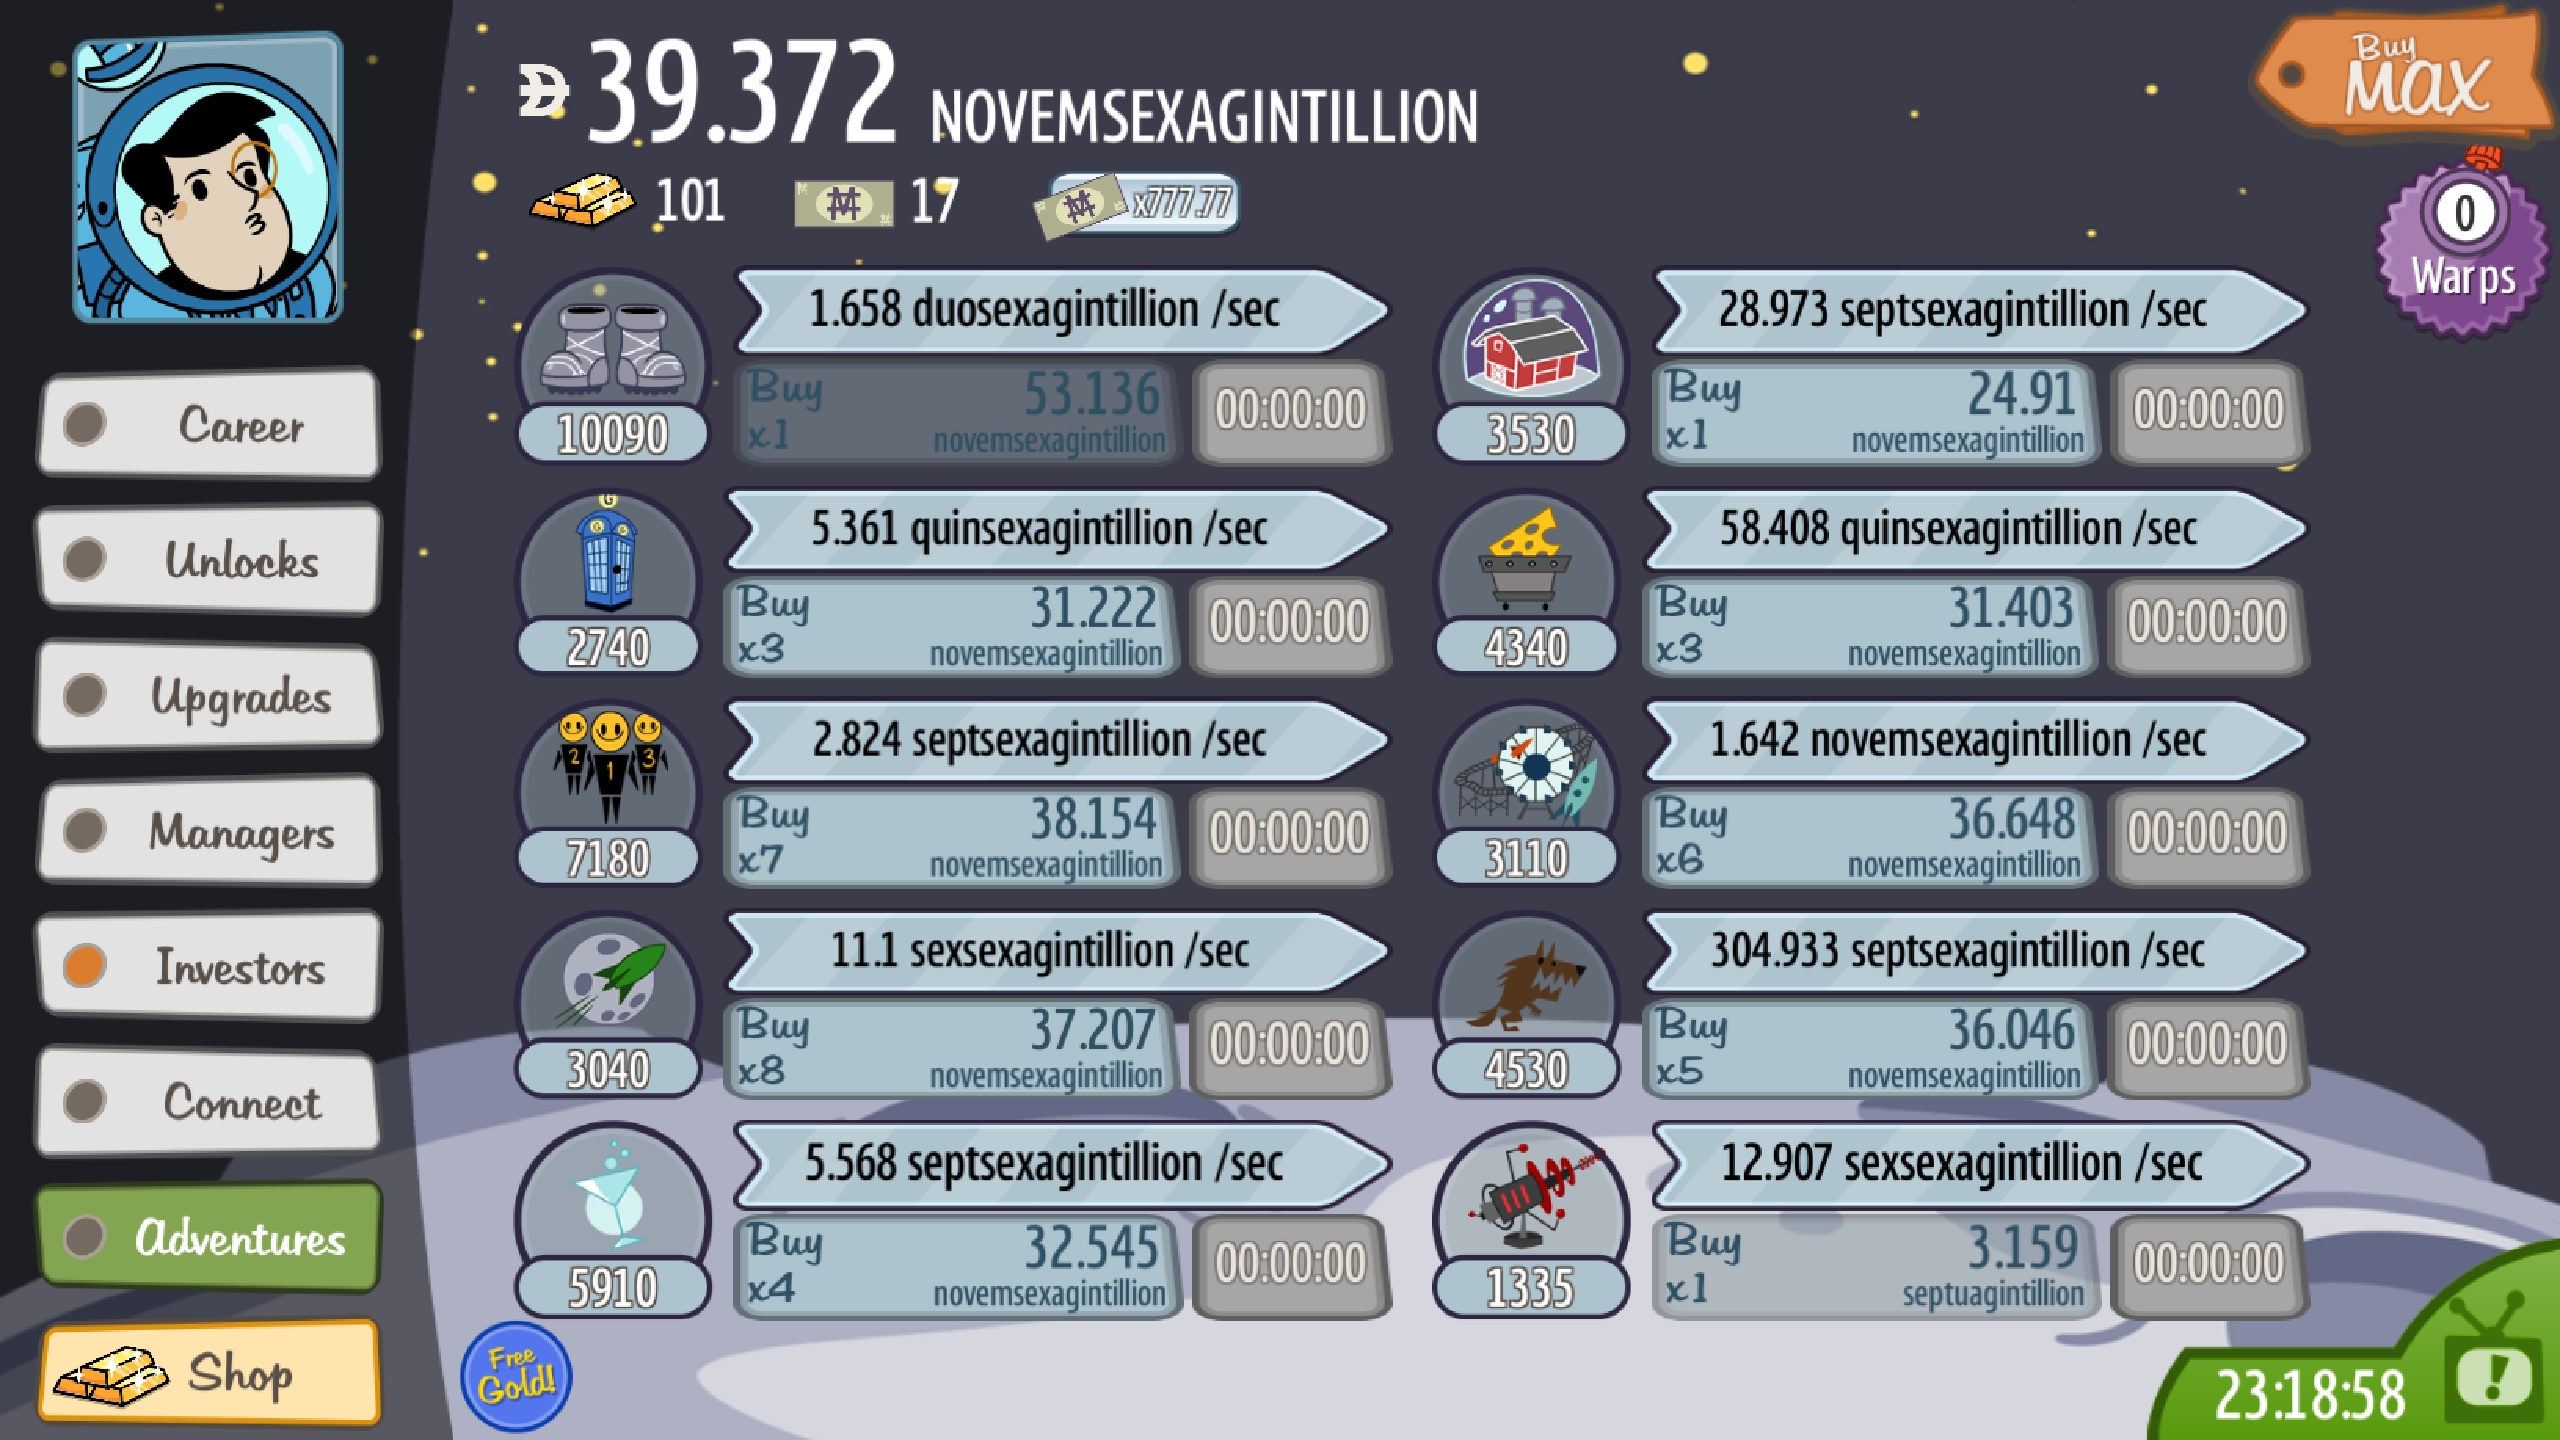 39.372 NOVEMSEXAGINTILLION
Buy
MAX
101
17
x777.77
0
Warps
Career
Unlocks
Upgrades
Managers
Investors
Connect
Adventures
Shop
1.658 duosexagintillion /sec
10090
Buy
x1
53.136
novemsexagintillion
00:00:00
28.973 septsexagintillion /sec
3530
Buy
x1
24.91
novemsexagintillion
00:00:00
G
5.361 quinsexagintillion /sec
2740
Buy
x3
31.222
novemsexagintillion
00:00:00
58.408 quinsexagintillion /sec
4340
Buy
x3
31.403
novemsexagintillion
00:00:00
2 1 3
2.824 septsexagintillion /sec
7180
Buy
x7
38.154
novemsexagintillion
00:00:00
1.642 novemsexagintillion /sec
3110
Buy
x6
36.648
novemsexagintillion
00:00:00
11.1 sexsexagintillion /sec
3040
Buy
x8
37.207
novemsexagintillion
00:00:00
304.933 septsexagintillion /sec
4530
Buy
x5
36.046
novemsexagintillion
00:00:00
5.568 septsexagintillion /sec
5910
Buy
x4
32.545
novemsexagintillion
00:00:00
12.907 sexsexagintillion /sec
1335
Buy
x1
3.159
septuagintillion
00:00:00
Free
Gold!
23:18:58
!